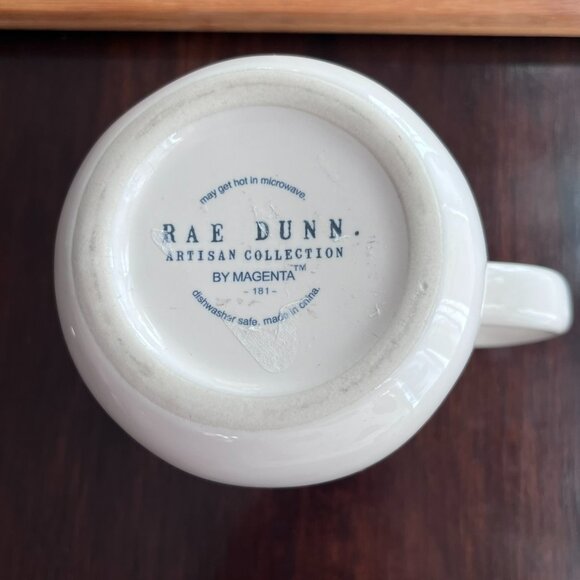 may get hot in microwave.
RAE DUNN.
ARTISAN COLLECTION
BY MAGENTA™
- 181 -
dishwasher safe. made in china.